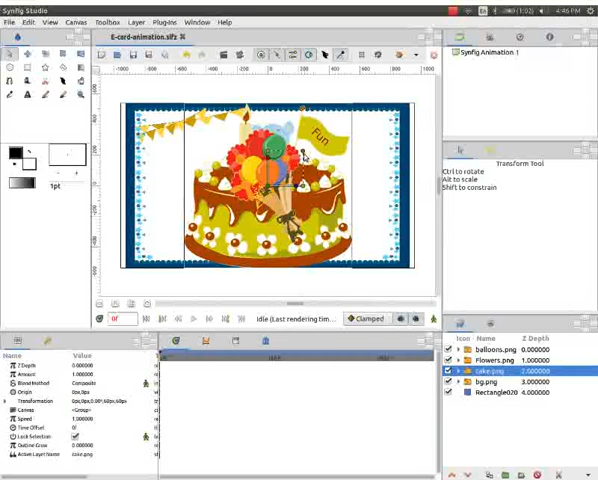 Synfig Studio
En
(1:02)
4:46 PM
File Edit View Canvas Toolbox Layer Plug-Ins Window Help
E-card-animation.sifz
Synfig Animation 1
Fun
Transform Tool
Ctrl to rotate
Alt to scale
Shift to constrain
1pt
0f
Idle (Last rendering tim...
Clamped
Name Value
Z Depth 0.000000
Amount 1.000000
Blend Method Composite
Origin 0px,0px
Transformation
Canvas <Group>
Speed 1.000000
Time Offset 0f
Lock Selection
Outline Grow 0.000000
Active Layer Name cake.png
Icon Name Z Depth
balloons.png 0.000000
Flowers.png 1.000000
cake.png 2.000000
bg.png 3.000000
Rectangle020 4.000000